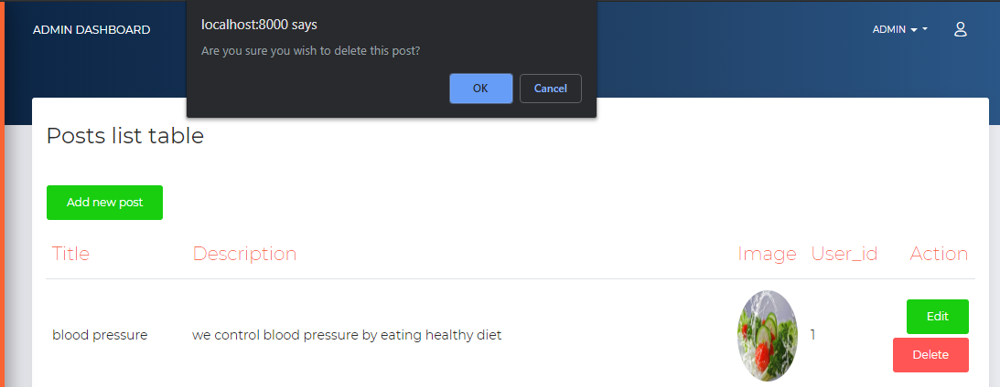 ADMIN DASHBOARD
localhost:8000 says
Are you sure you wish to delete this post?
OK
Cancel
ADMIN
Posts list table
Add new post
Title Description Image User_id Action
blood pressure we control blood pressure by eating healthy diet 1
Edit
Delete